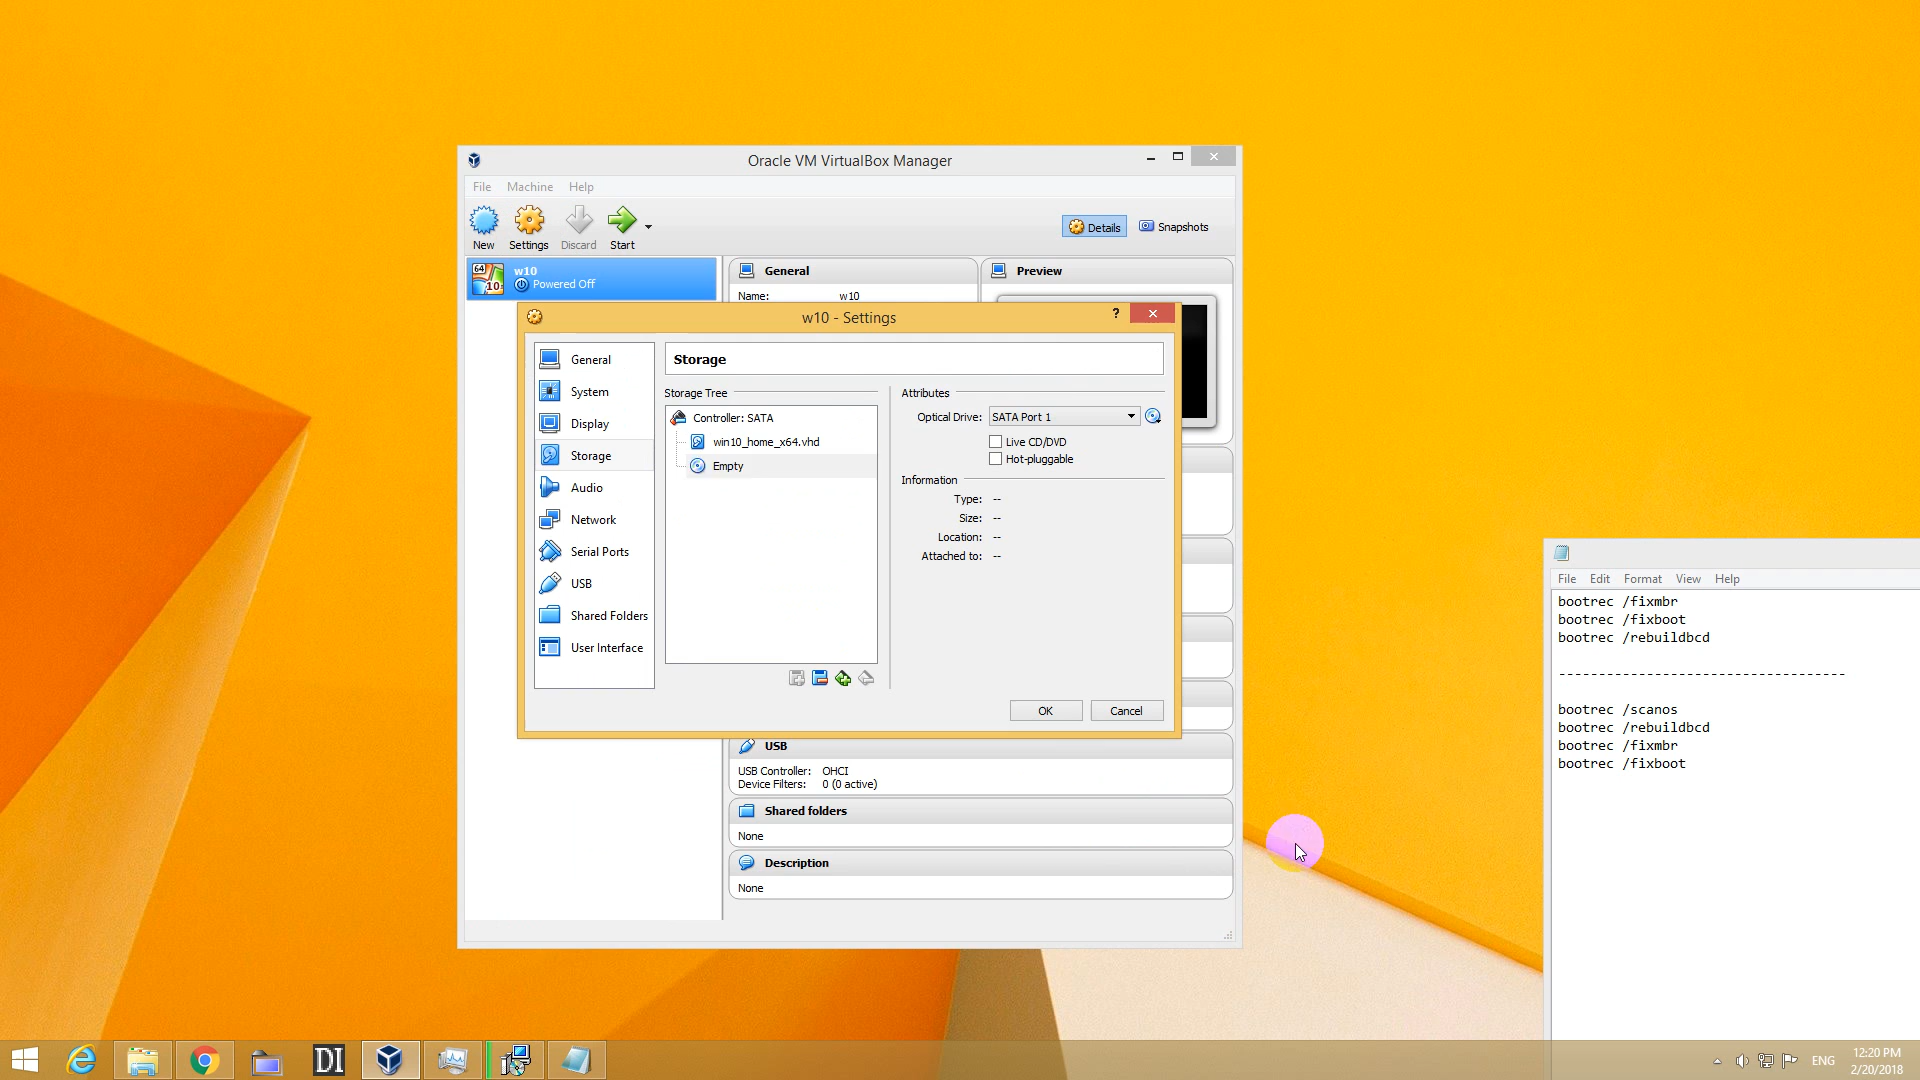 Oracle VM VirtualBox Manager
File Machine Help
New Settings Discard Start
Details Snapshots
64
10
w10
Powered Off
General
Name: w10
Preview
w10 - Settings
?
General
System
Display
Storage
Audio
Network
Serial Ports
USB
Shared Folders
User Interface
Storage
Storage Tree
Controller: SATA
win10_home_x64.vhd
Empty
Attributes
Optical Drive: SATA Port 1
Live CD/DVD
Hot-pluggable
Information
Type: --
Size: --
Location: --
Attached to: --
OK Cancel
USB
USB Controller: OHCI
Device Filters: 0 (0 active)
Shared folders
None
Description
None
File Edit Format View Help
bootrec /fixmbr
bootrec /fixboot
bootrec /rebuildbcd
------------------------------------
bootrec /scanos
bootrec /rebuildbcd
bootrec /fixmbr
bootrec /fixboot
DI
ENG
12:20 PM
2/20/2018